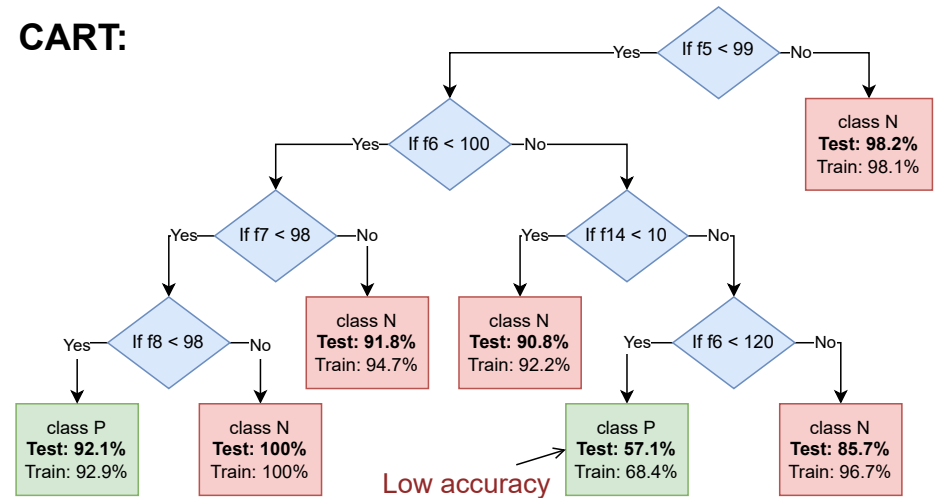 CART:
If f5 < 99
Yes
No
class N
Test: 98.2%
Train: 98.1%
If f6 < 100
Yes
No
If f7 < 98
Yes
No
If f14 < 10
Yes
No
class N
Test: 91.8%
Train: 94.7%
class N
Test: 90.8%
Train: 92.2%
If f8 < 98
Yes
No
If f6 < 120
Yes
No
class P
Test: 92.1%
Train: 92.9%
class N
Test: 100%
Train: 100%
class P
Test: 57.1%
Train: 68.4%
class N
Test: 85.7%
Train: 96.7%
Low accuracy